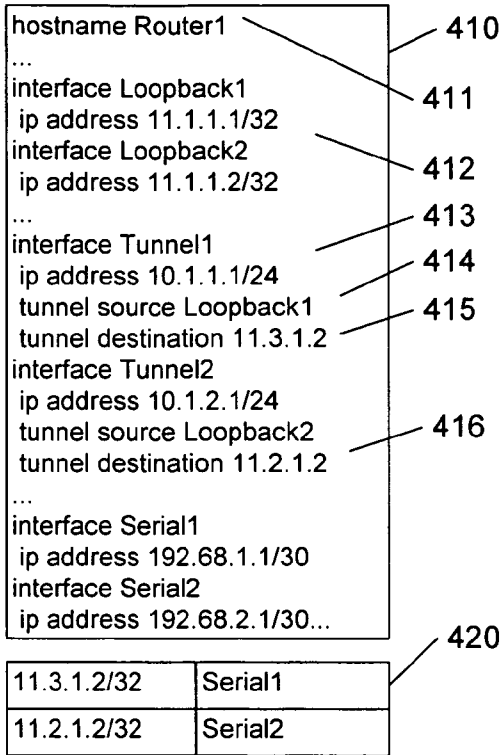 hostname Router1
...
interface Loopback1
ip address 11.1.1.1/32
interface Loopback2
ip address 11.1.1.2/32
...
interface Tunnel1
ip address 10.1.1.1/24
tunnel source Loopback1
tunnel destination 11.3.1.2
interface Tunnel2
ip address 10.1.2.1/24
tunnel source Loopback2
tunnel destination 11.2.1.2
...
interface Serial1
ip address 192.68.1.1/30
interface Serial2
ip address 192.68.2.1/30...
410
411
412
413
414
415
416
420
11.3.1.2/32 Serial1
11.2.1.2/32 Serial2